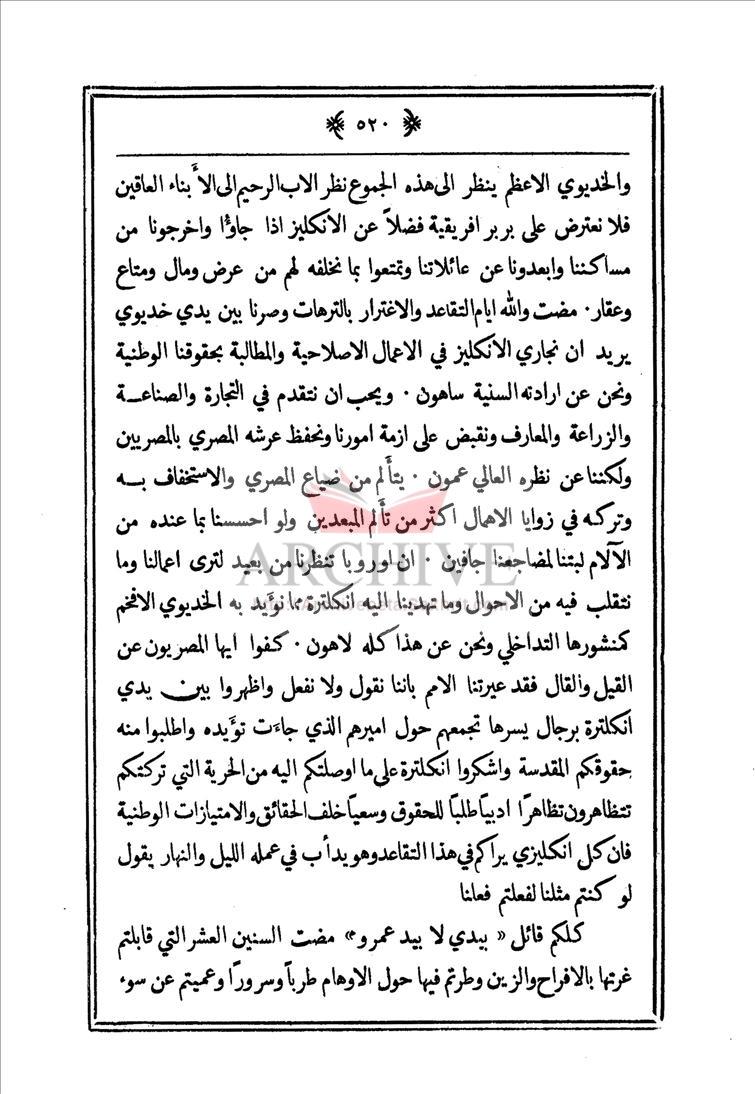 ٥٢٠
والخديوي الاعظم ينظر الى هذه الجموع نظر الاب الرحيم الى الأبناء العاقين
فلا نعترض على بربر افريقية فضلاً عن الانكليز اذا جاؤا واخرجونا من
مساكننا وابعدونا عن عائلاتنا وتمتعوا بما نخلفه لهم من عرض ومال ومتاع
وعقار· مضت والله ايام التقاعد والاغترار بالترهات وصرنا بين يدي خديوي
يريد ان نجاري الانكليز في الاعمال الاصلاحية والمطالبة بحقوقنا الوطنية
ونحن عن ارادته السنية ساهون · ويحب ان نتقدم في التجارة والصناعة
والزراعة والمعارف ونقبض على ازمة امورنا ونحفظ عرشه المصري بالمصريين
ولكننا عن نظره العالي عمون · يتألم من ضياع المصري والاستخفاف به
وتركه في زوايا الاهمال اكثر من تألم المبعدين ولو احسسنا بما عنده من
الآلام لبتنا لمضاجعنا جافين · ان اوروبا تنظرنا من بعيد لترى اعمالنا وما
نتقلب فيه من الاحوال وما تهدينا اليه انكلترة مما نؤيد به الخديوي الافخم
كمنشورها التداخلي ونحن عن هذا كله لاهون · كفوا ايها المصريون عن
القيل والقال فقد عيرتنا الامم باننا نقول ولا نفعل واظهروا بين يدي
انكلترة برجال يسرها تجمعهم حول اميرهم الذي جاءت تؤيده واطلبوا منه
حقوقكم المقدسة واشكروا انكلترة على ما اوصلتكم اليه من الحرية التي تركتكم
تتظاهرون تظاهرًا ادبيًا طلبًا للحقوق وسعيًا خلف الحقائق والامتيازات الوطنية
فان كل انكليزي يراكم في هذا التقاعد وهو يدأب في عمله الليل والنهار يقول
لو كنتم مثلنا لفعلتم فعلنا
كلكم قائل « بيدي لا بيد عمرو » مضت السنين العشر التي قابلتم
غرتها بالافراح والزين وطرتم فيها حول الاوهام طربًا وسرورًا وعميتم عن سوء
ARCHIVE